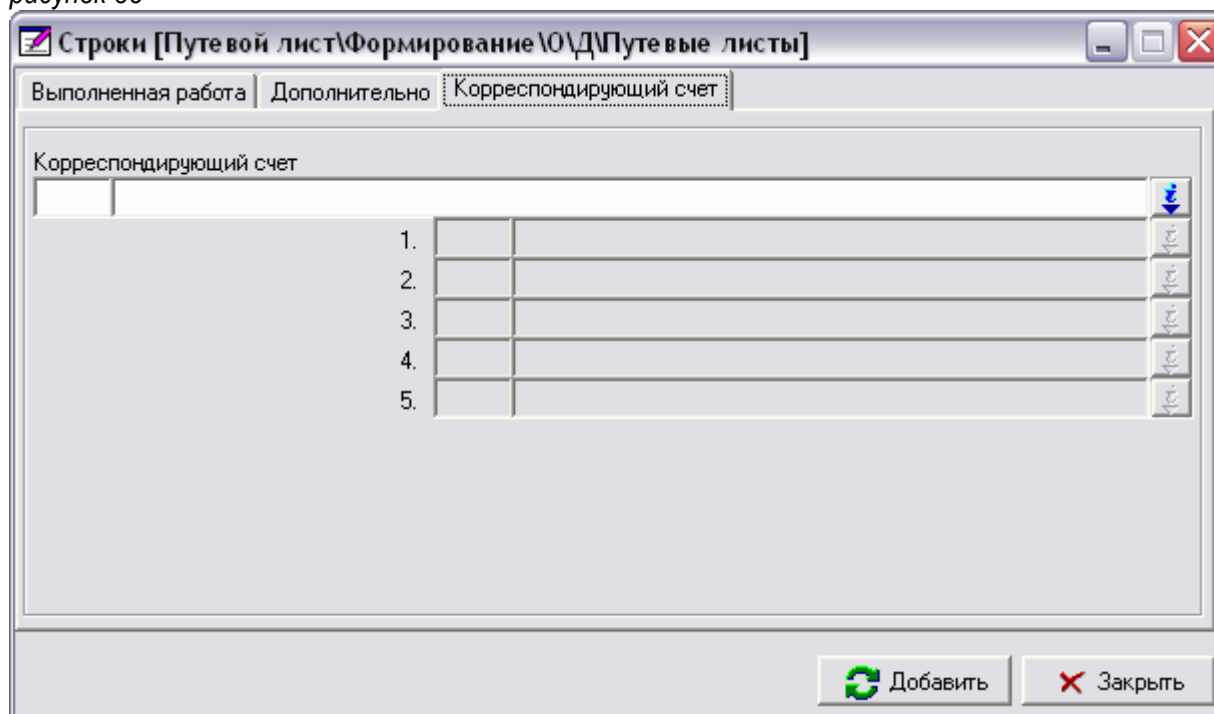 Строки [Путевой лист\Формирование\О\Д\Путевые листы]
Выполненная работа Дополнительно Корреспондирующий счет
Корреспондирующий счет
1.
2.
3.
4.
5.
Добавить Закрыть